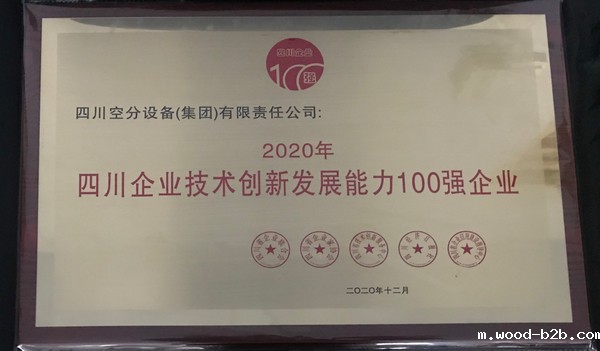 四川企业
100强
四川空分设备(集团)有限责任公司:
2020年
四川企业技术创新发展能力100强企业
二〇二〇年十二月
m.wood-b2b.com